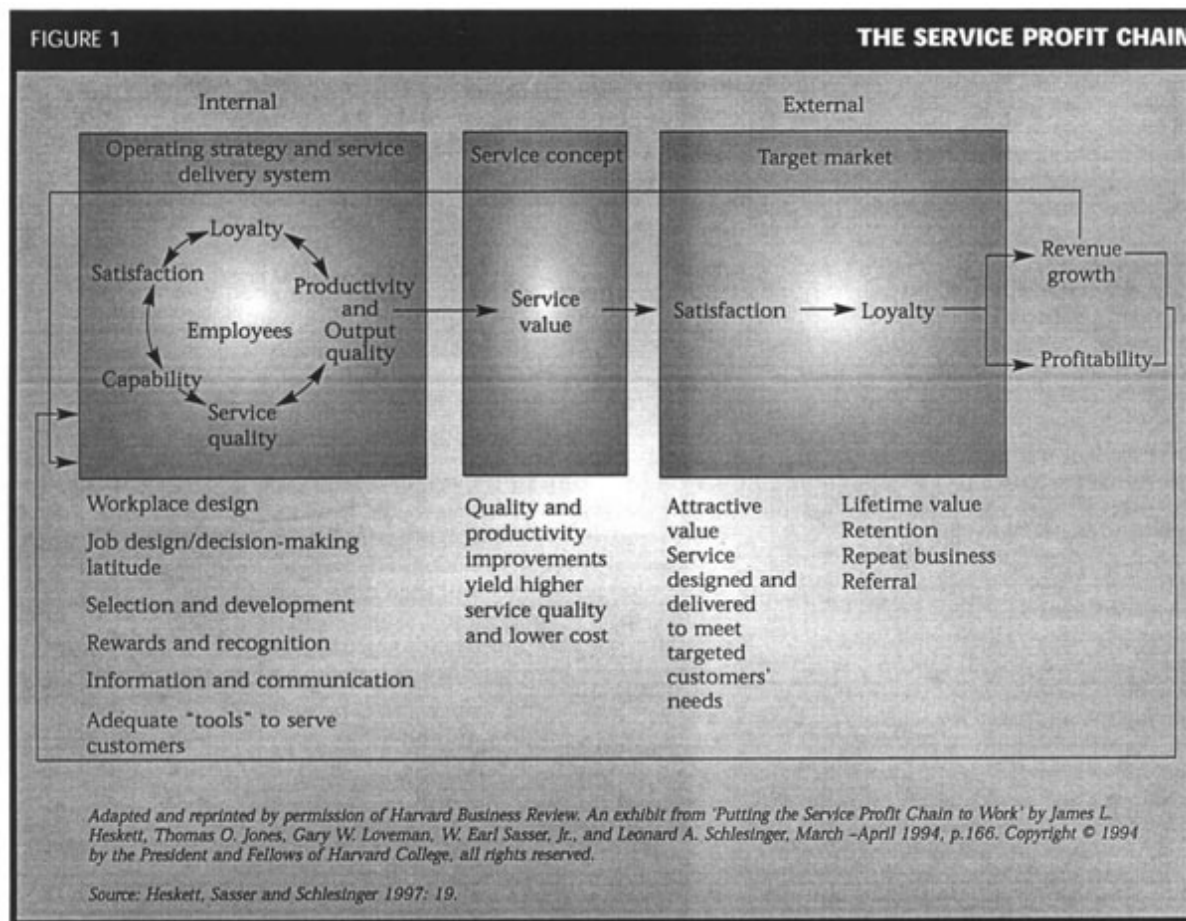 FIGURE 1
THE SERVICE PROFIT CHAIN
Internal
External
Operating strategy and service
delivery system
Service concept
Target market
Loyalty
Satisfaction
Productivity
and
Output
quality
Employees
Capability
Service
quality
Service
value
Satisfaction
Loyalty
Revenue
growth
Profitability
Workplace design
Job design/decision-making
latitude
Selection and development
Rewards and recognition
Information and communication
Adequate "tools" to serve
customers
Quality and
productivity
improvements
yield higher
service quality
and lower cost
Attractive
value
Service
designed and
delivered
to meet
targeted
customers'
needs
Lifetime value
Retention
Repeat business
Referral
Adapted and reprinted by permission of Harvard Business Review. An exhibit from 'Putting the Service Profit Chain to Work' by James L.
Heskett, Thomas O. Jones, Gary W. Loveman, W. Earl Sasser, Jr., and Leonard A. Schlesinger, March –April 1994, p.166. Copyright © 1994
by the President and Fellows of Harvard College, all rights reserved.
Source: Heskett, Sasser and Schlesinger 1997: 19.